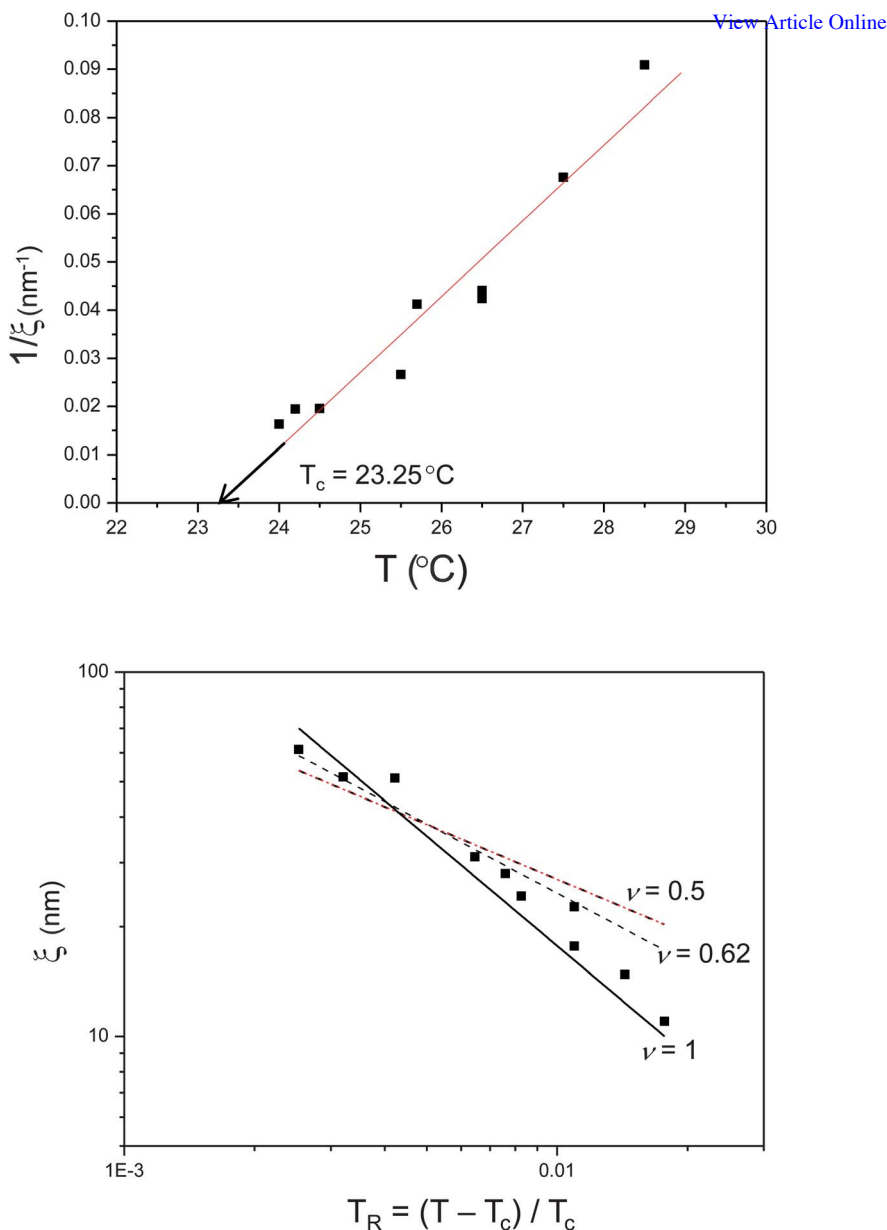 View Article Online
0.10
0.09
0.08
0.07
0.06
0.05
0.04
0.03
0.02
0.01
0.00
1/ξ (nm⁻¹)
T_c = 23.25°C
22 23 24 25 26 27 28 29 30
T (°C)
100
10
ξ (nm)
ν = 0.5
ν = 0.62
ν = 1
1E-3 0.01
T_R = (T – T_c) / T_c